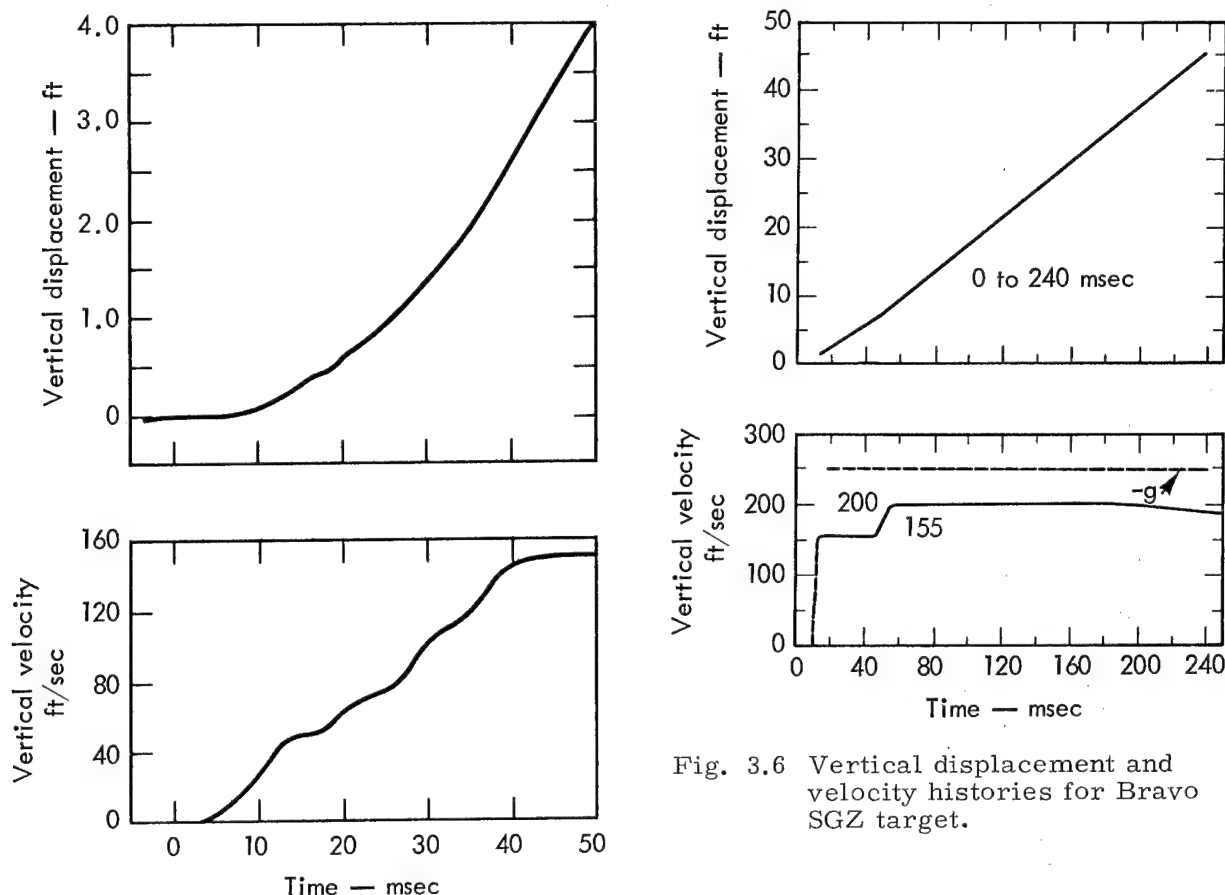 4.0
3.0
2.0
1.0
0
Vertical displacement — ft
160
120
80
40
0
Vertical velocity
ft/sec
0 10 20 30 40 50
Time — msec
50
40
30
20
10
0
Vertical displacement — ft
0 to 240 msec
300
200
100
0
Vertical velocity
ft/sec
-g
200
155
0 40 80 120 160 200 240
Time — msec
Fig. 3.6 Vertical displacement and
velocity histories for Bravo
SGZ target.